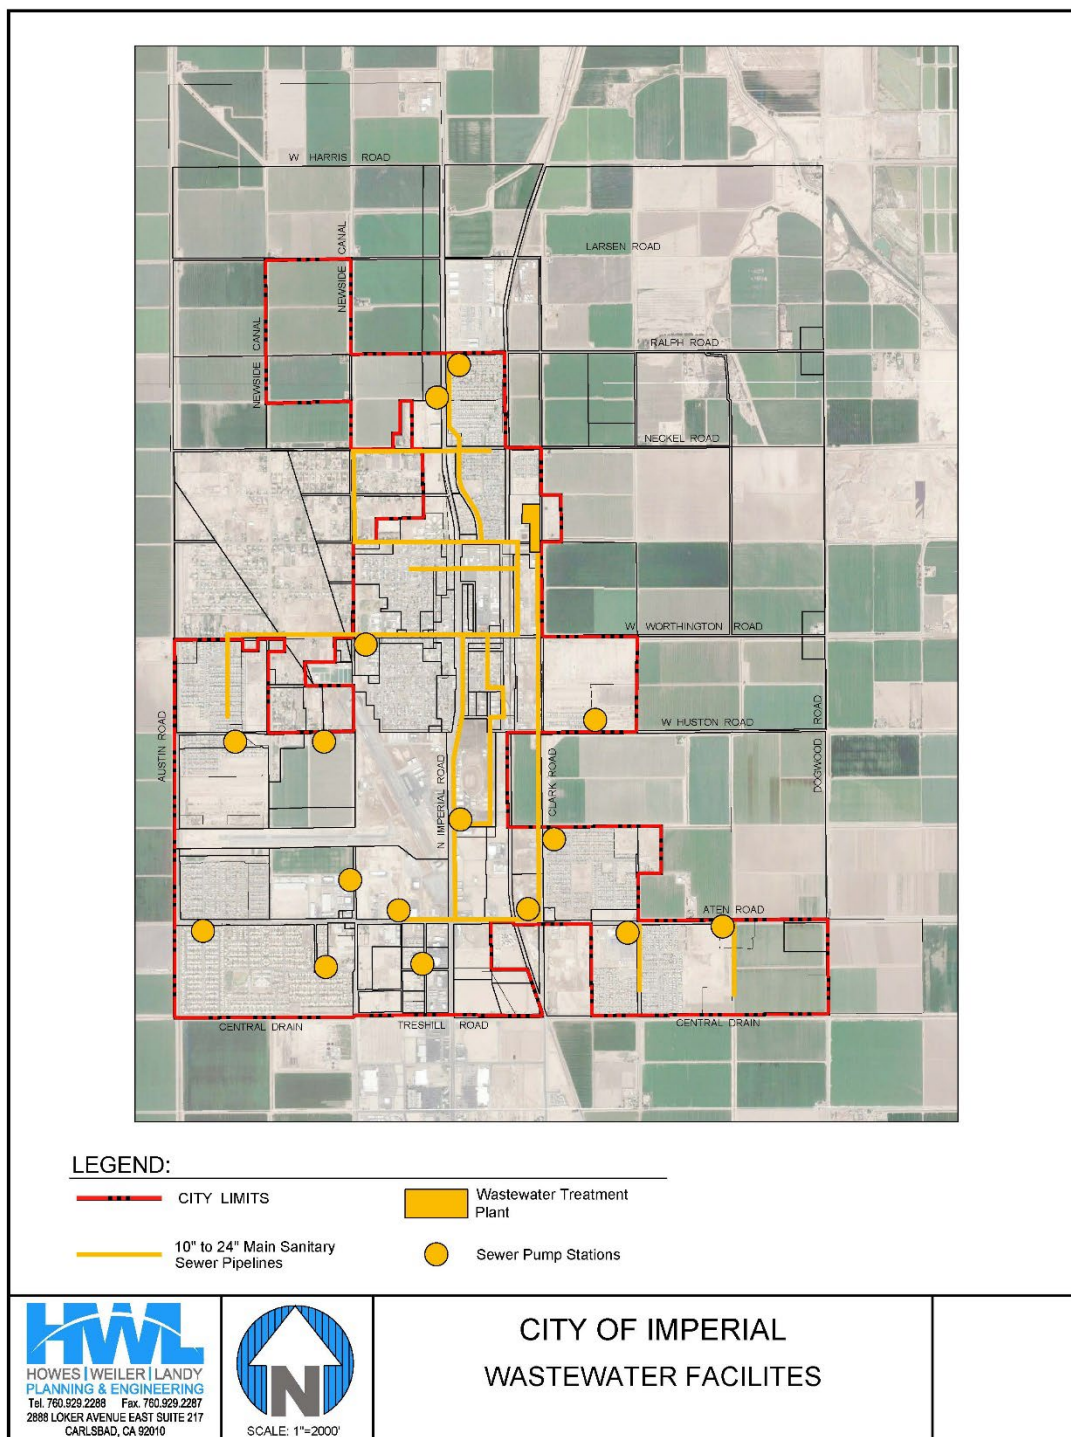 W HARRIS ROAD
LARSEN ROAD
NEWSIDE CANAL
NEWSIDE CANAL
RALPH ROAD
NECKEL ROAD
W WORTHINGTON ROAD
W HUSTON ROAD
AUSTIN ROAD
N IMPERIAL ROAD
CLARK ROAD
DOGWOOD ROAD
ATEN ROAD
CENTRAL DRAIN
TRESHILL ROAD
CENTRAL DRAIN
LEGEND:
CITY LIMITS
Wastewater Treatment
Plant
10" to 24" Main Sanitary
Sewer Pipelines
Sewer Pump Stations
HWL
HOWES | WEILER | LANDY
PLANNING & ENGINEERING
Tel. 760.929.2288 Fax. 760.929.2287
2888 LOKER AVENUE EAST SUITE 217
CARLSBAD, CA 92010
N
SCALE: 1"=2000'
CITY OF IMPERIAL
WASTEWATER FACILITES